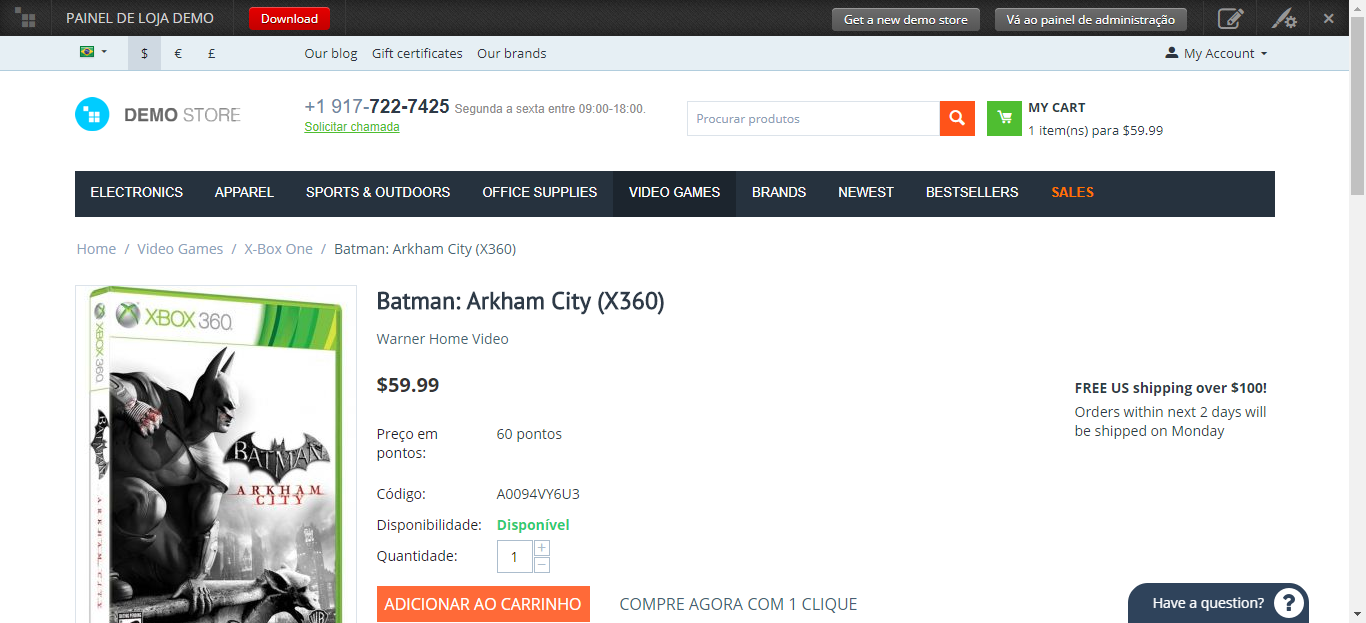 PAINEL DE LOJA DEMO
Download
Get a new demo store
Vá ao painel de administração
$ € £
Our blog Gift certificates Our brands
My Account
DEMO STORE
+1 917-722-7425 Segunda a sexta entre 09:00-18:00.
Solicitar chamada
Procurar produtos
MY CART
1 item(ns) para $59.99
ELECTRONICS APPAREL SPORTS & OUTDOORS OFFICE SUPPLIES VIDEO GAMES BRANDS NEWEST BESTSELLERS SALES
Home / Video Games / X-Box One / Batman: Arkham City (X360)
XBOX 360
XBOX 360
BATMAN
ARKHAM
CITY
ARKHAM CITY
Batman: Arkham City (X360)
Warner Home Video
$59.99
Preço em
pontos:
60 pontos
Código: A0094VY6U3
Disponibilidade: Disponível
Quantidade: 1 + −
ADICIONAR AO CARRINHO
COMPRE AGORA COM 1 CLIQUE
FREE US shipping over $100!
Orders within next 2 days will
be shipped on Monday
Have a question? ?